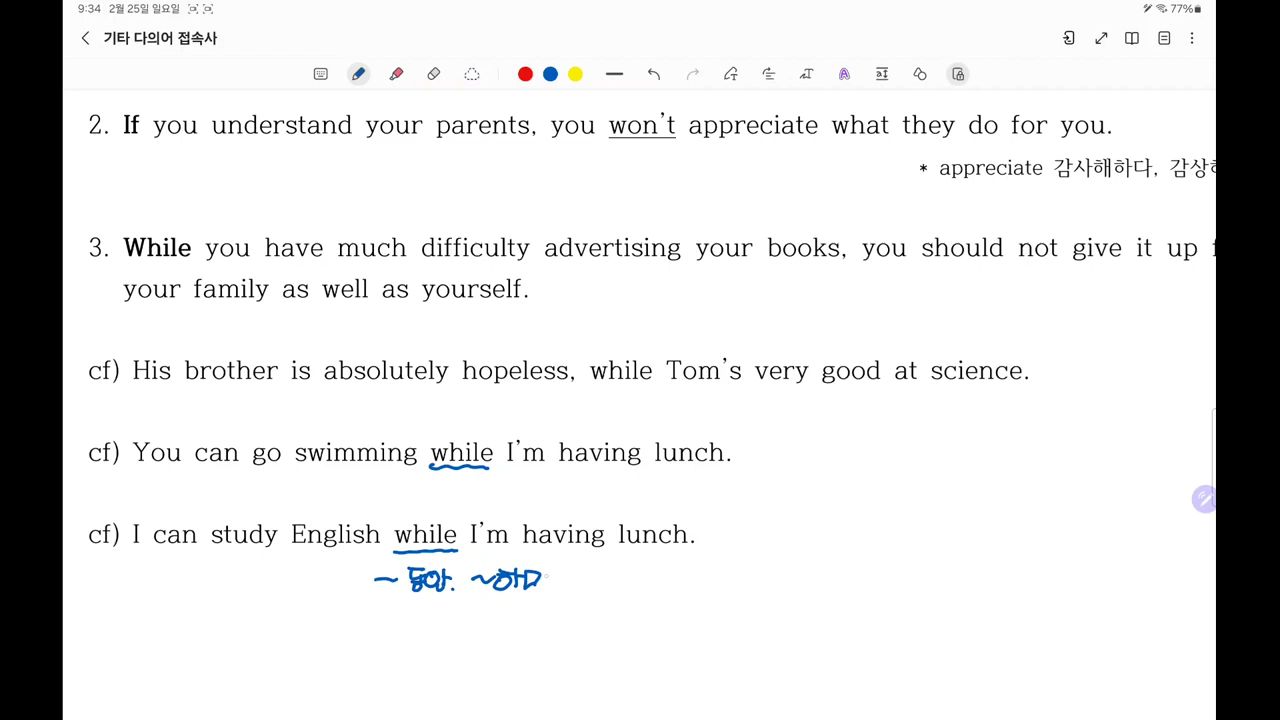 9:34 2월 25일 일요일 77%
기타 다의어 접속사
2. If you understand your parents, you won't appreciate what they do for you.
* appreciate 감사해하다, 감상
3. While you have much difficulty advertising your books, you should not give it up
your family as well as yourself.
cf) His brother is absolutely hopeless, while Tom's very good at science.
cf) You can go swimming while I'm having lunch.
cf) I can study English while I'm having lunch.
~ 동안. ~하